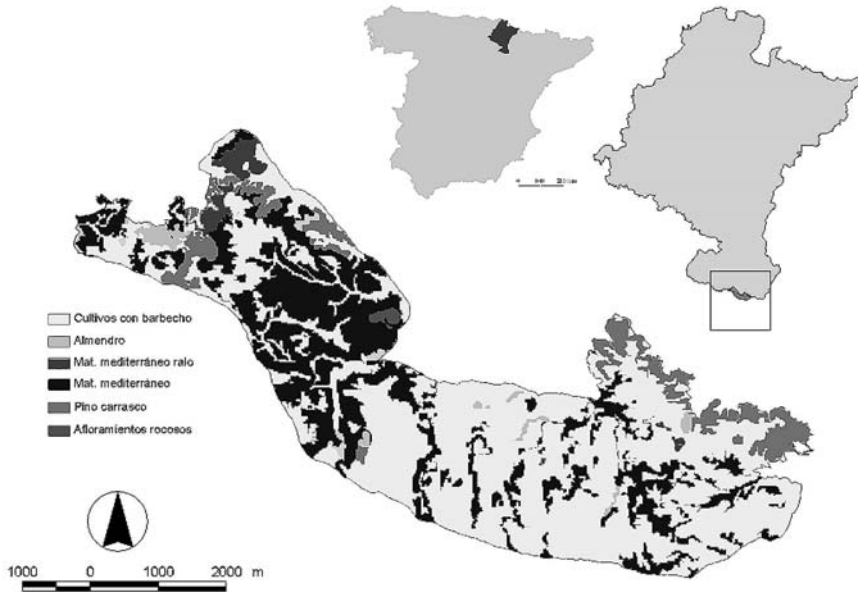 Cultivos con barbecho
Almendro
Mat. mediterráneo ralo
Mat. mediterráneo
Pino carrasco
Afloramientos rocosos
1000 0 1000 2000 m